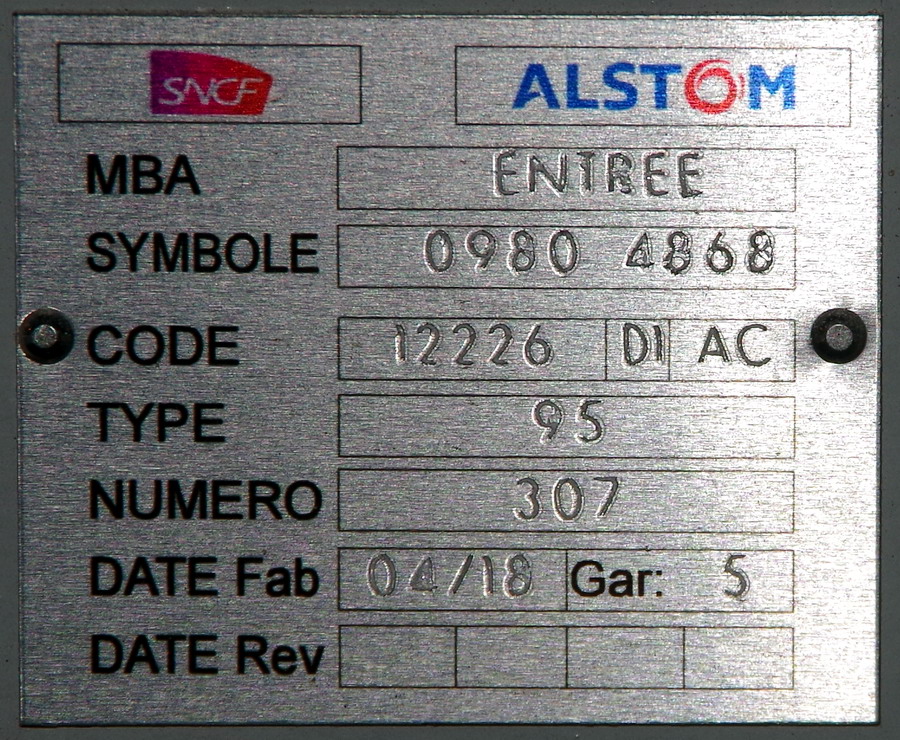 SNCF ALSTOM
MBA ENTREE
SYMBOLE 0980 4868
CODE 12226 D1 AC
TYPE 95
NUMERO 307
DATE Fab 04/18 Gar: 5
DATE Rev